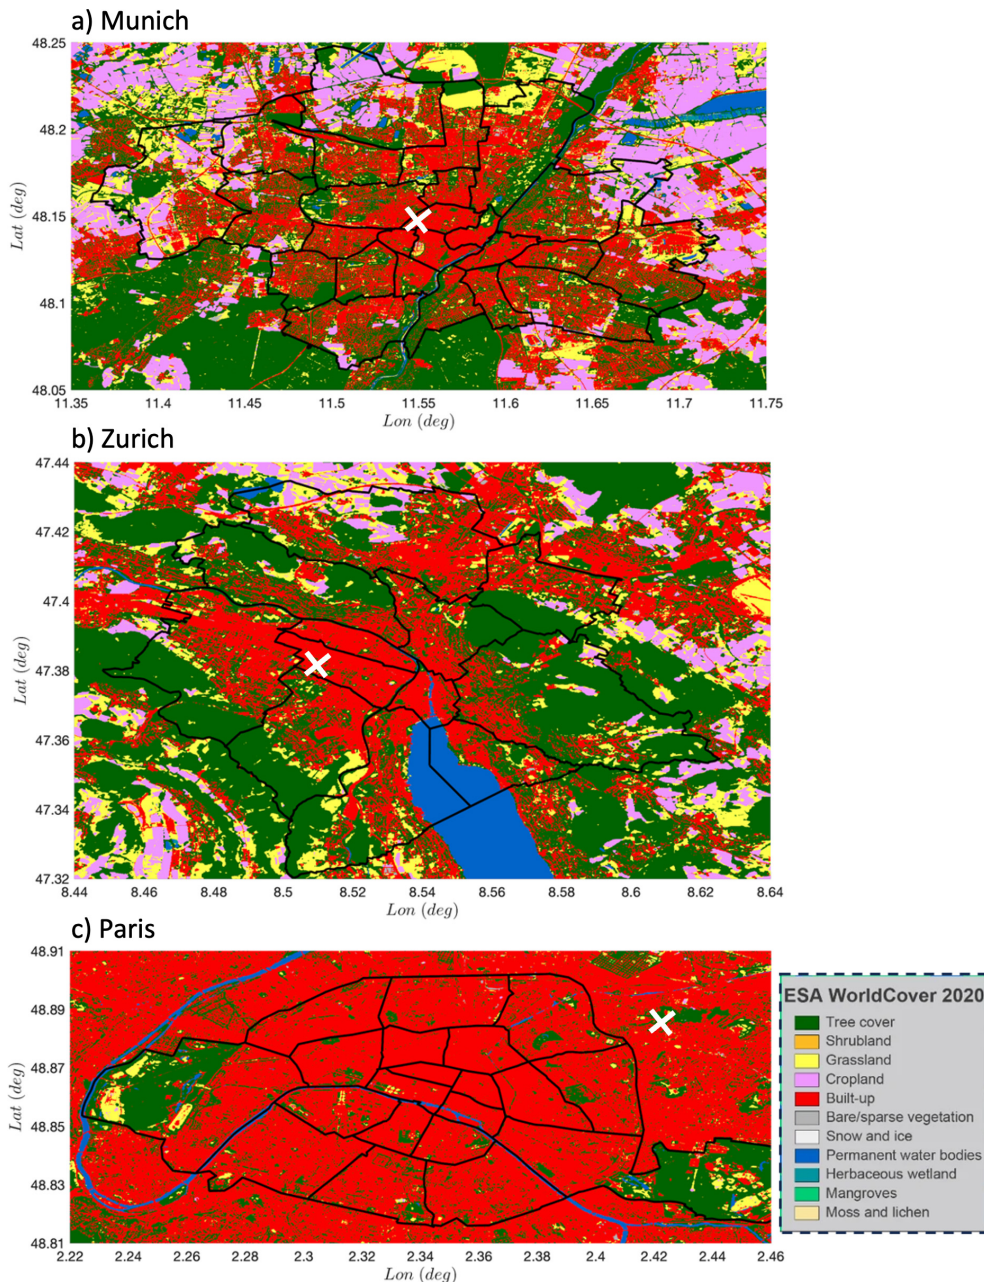 a) Munich
48.25
48.2
48.15
48.1
48.05
Lat (deg)
11.35 11.4 11.45 11.5 11.55 11.6 11.65 11.7 11.75
Lon (deg)
b) Zurich
47.44
47.42
47.4
47.38
47.36
47.34
47.32
Lat (deg)
8.44 8.46 8.48 8.5 8.52 8.54 8.56 8.58 8.6 8.62 8.64
Lon (deg)
c) Paris
48.91
48.89
48.87
48.85
48.83
48.81
Lat (deg)
2.22 2.24 2.26 2.28 2.3 2.32 2.34 2.36 2.38 2.4 2.42 2.44 2.46
Lon (deg)
ESA WorldCover 2020
Tree cover
Shrubland
Grassland
Cropland
Built-up
Bare/sparse vegetation
Snow and ice
Permanent water bodies
Herbaceous wetland
Mangroves
Moss and lichen